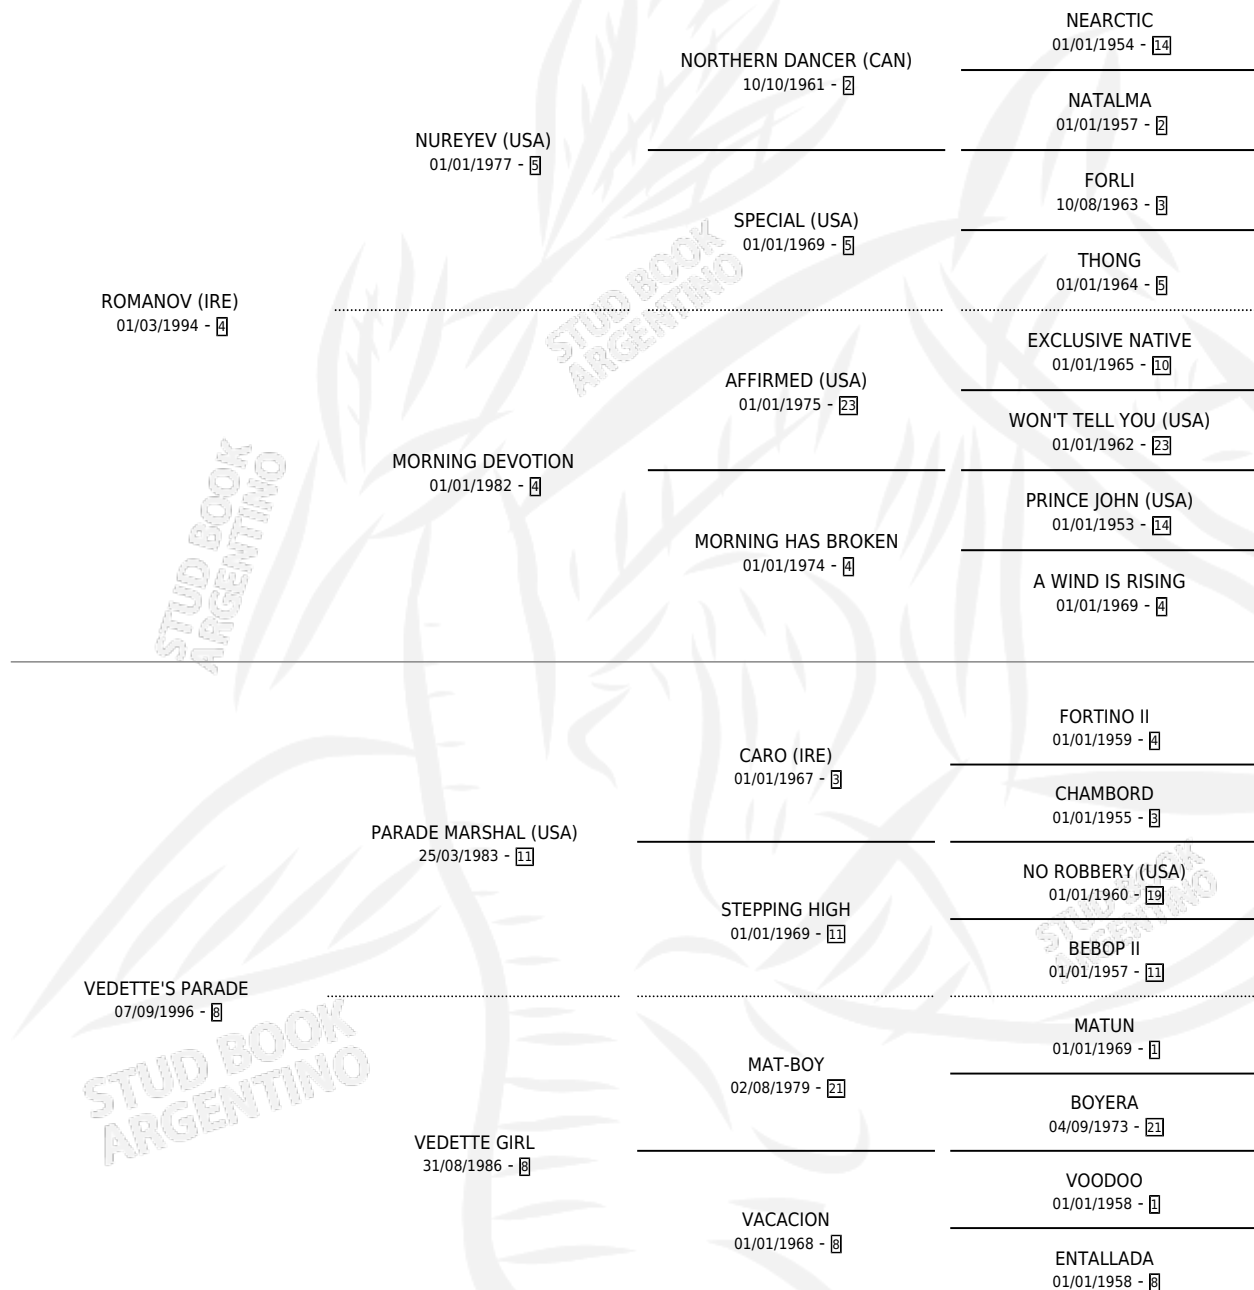 NEARCTIC
01/01/1954 - 14
NORTHERN DANCER (CAN)
10/10/1961 - 2
NATALMA
01/01/1957 - 2
NUREYEV (USA)
01/01/1977 - 5
FORLI
10/08/1963 - 3
SPECIAL (USA)
01/01/1969 - 5
THONG
01/01/1964 - 5
ROMANOV (IRE)
01/03/1994 - 4
EXCLUSIVE NATIVE
01/01/1965 - 10
AFFIRMED (USA)
01/01/1975 - 23
WON'T TELL YOU (USA)
01/01/1962 - 23
MORNING DEVOTION
01/01/1982 - 4
PRINCE JOHN (USA)
01/01/1953 - 14
MORNING HAS BROKEN
01/01/1974 - 4
A WIND IS RISING
01/01/1969 - 4
FORTINO II
01/01/1959 - 4
CARO (IRE)
01/01/1967 - 3
CHAMBORD
01/01/1955 - 3
PARADE MARSHAL (USA)
25/03/1983 - 11
NO ROBBERY (USA)
01/01/1960 - 19
STEPPING HIGH
01/01/1969 - 11
BEBOP II
01/01/1957 - 11
VEDETTE'S PARADE
07/09/1996 - 8
MATUN
01/01/1969 - 1
MAT-BOY
02/08/1979 - 21
BOYERA
04/09/1973 - 21
VEDETTE GIRL
31/08/1986 - 8
VOODOO
01/01/1958 - 1
VACACION
01/01/1968 - 8
ENTALLADA
01/01/1958 - 8
STUD BOOK
ARGENTINO
STUD BOOK
ARGENTINO
STUD BOOK
ARGENTINO
STUD BOOK
ARGENTINO